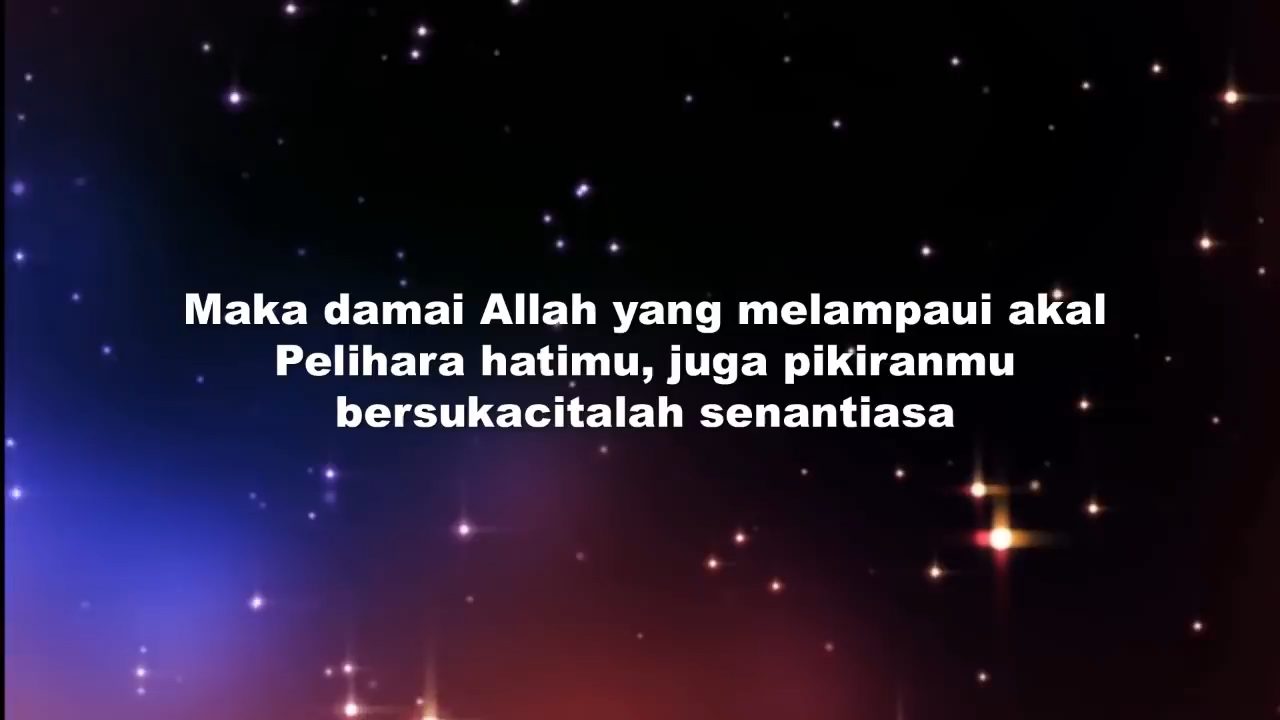 Maka damai Allah yang melampaui akal
Pelihara hatimu, juga pikiranmu
bersukacitalah senantiasa